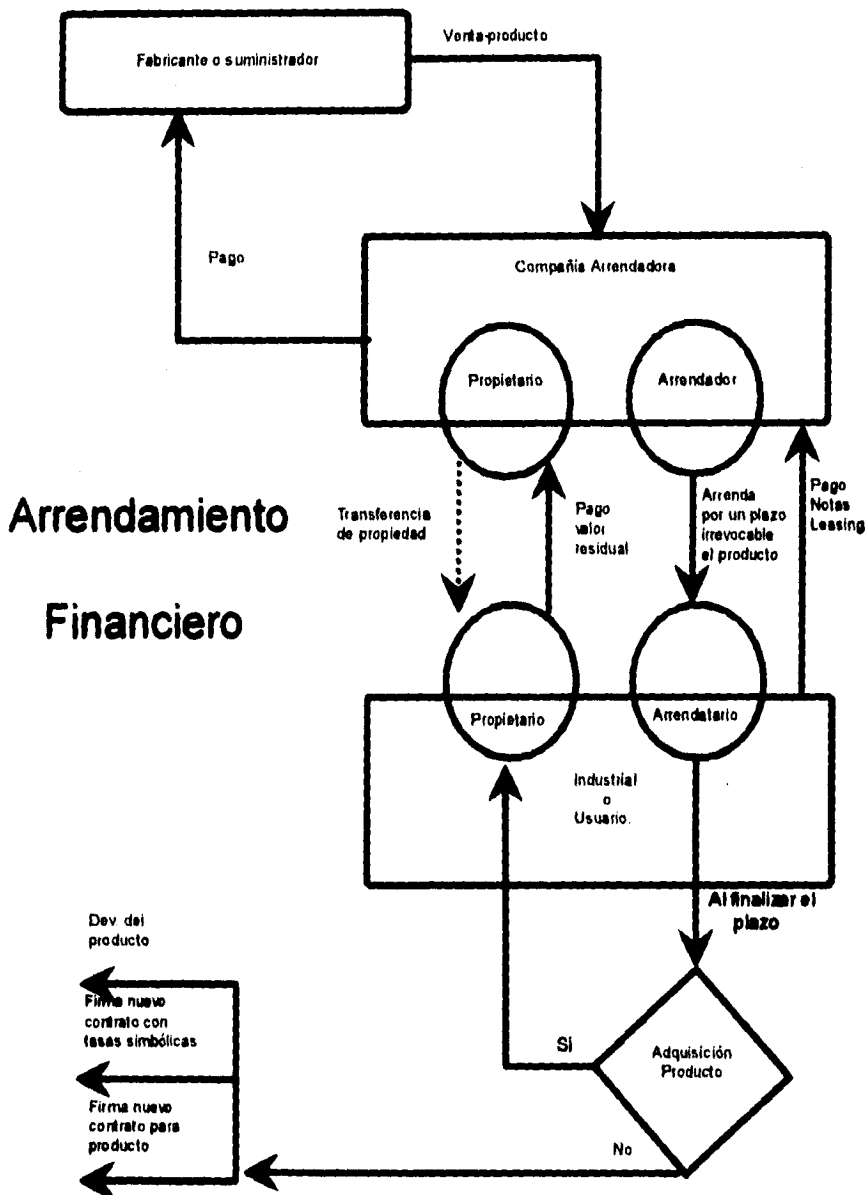 Venta-producto
Fabricante o suministrador
Pago
Compañía Arrendadora
Propietario
Arrendador
Arrendamiento
Financiero
Transferencia
de propiedad
Pago
valor
residual
Arrenda
por un plazo
irrevocable
el producto
Pago
Notas
Leasing
Propietario
Arrendatario
Industrial
o
Usuario.
Al finalizar el
plazo
Dev. del
producto
Firma nuevo
contrato con
tasas simbólicas
Firma nuevo
contrato para
producto
Si
Adquisición
Producto
No